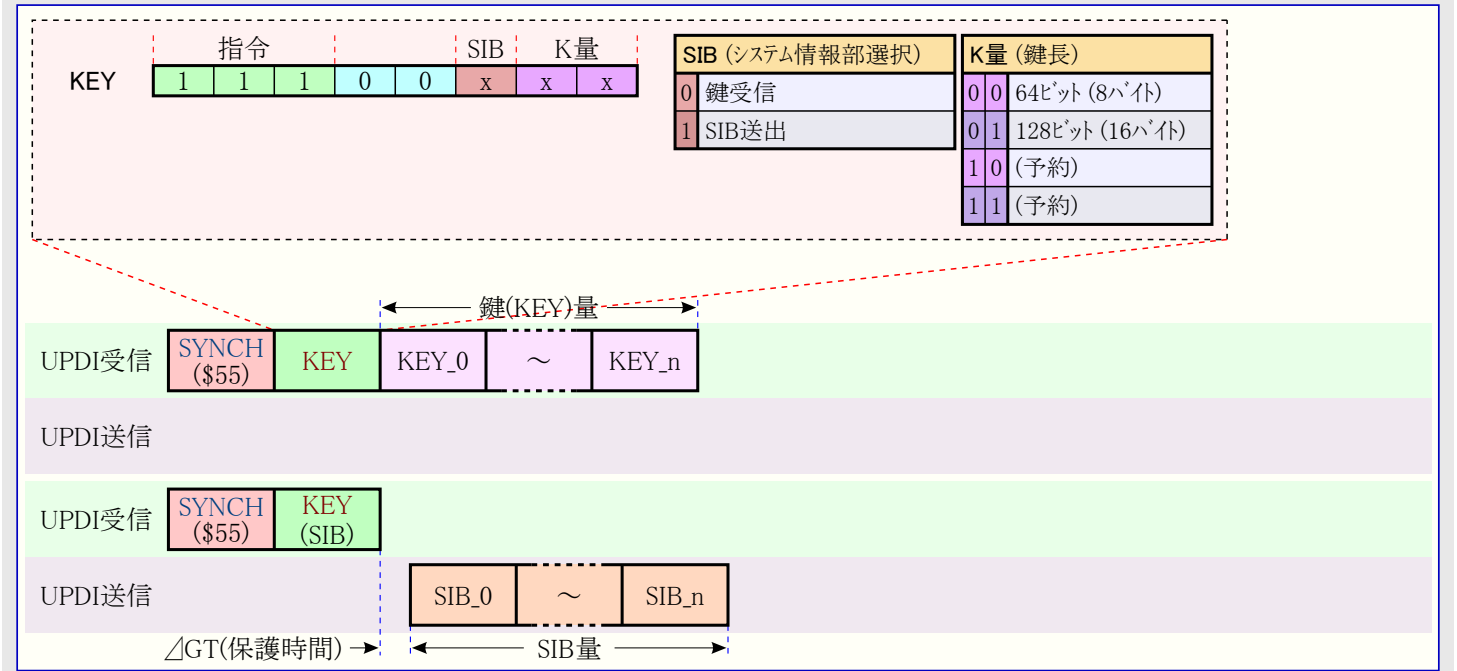 指令 SIB K量
KEY 1 1 1 0 0 x x x
SIB (システム情報部選択)
0 鍵受信
1 SIB送出
K量 (鍵長)
0 0 64ビット (8バイト)
0 1 128ビット (16バイト)
1 0 (予約)
1 1 (予約)
鍵(KEY)量
UPDI受信 SYNCH ($55) KEY KEY_0 ～ KEY_n
UPDI送信
UPDI受信 SYNCH ($55) KEY (SIB)
UPDI送信 SIB_0 ～ SIB_n
⊿GT(保護時間) SIB量